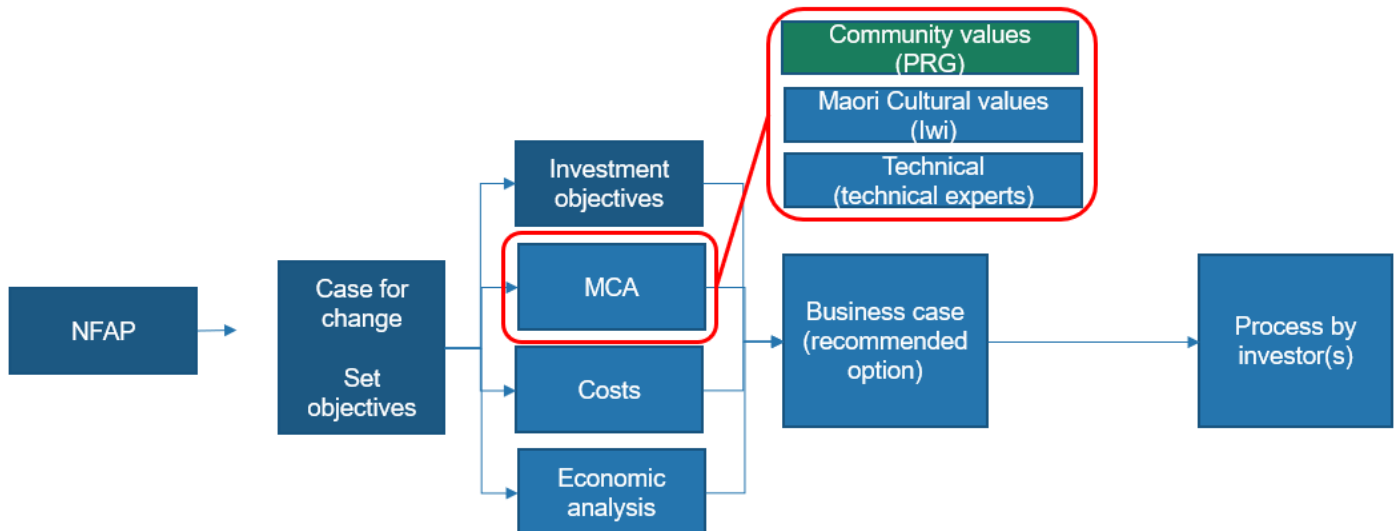 Community values
(PRG)
Maori Cultural values
(Iwi)
Technical
(technical experts)
Investment
objectives
MCA
Costs
Economic
analysis
NFAP
Case for
change
Set
objectives
Business case
(recommended
option)
Process by
investor(s)